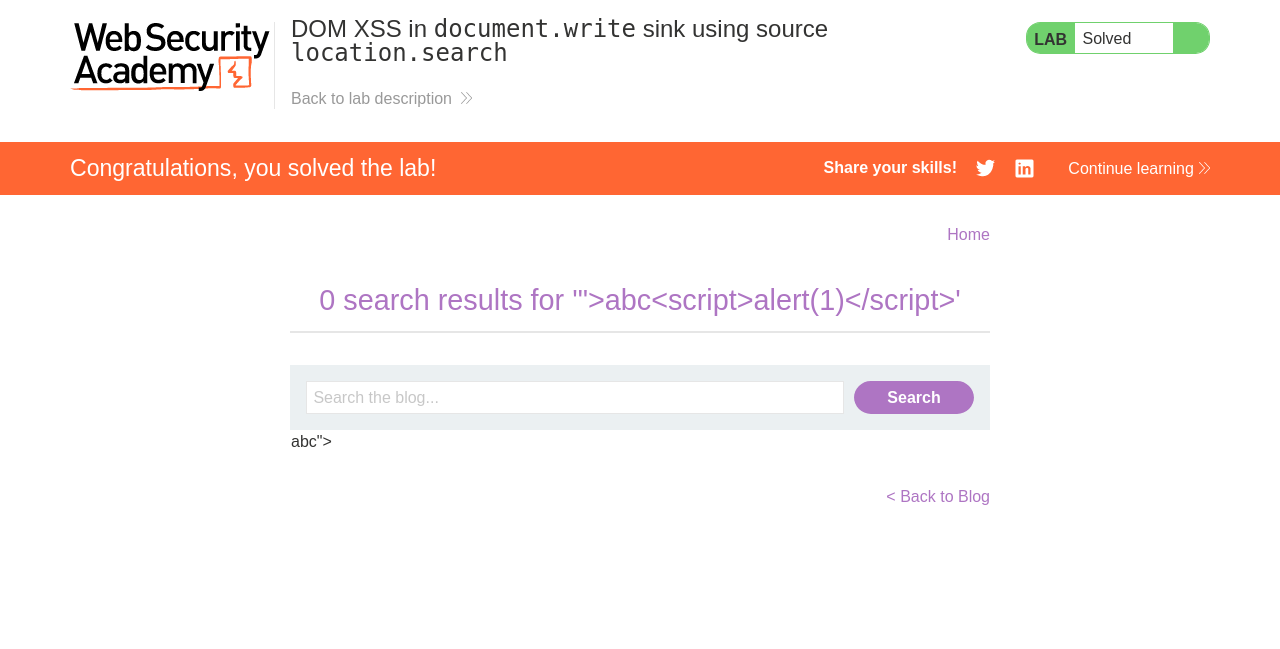 Web Security
Academy
DOM XSS in document.write sink using source
location.search
Back to lab description
LAB Solved
Congratulations, you solved the lab!
Share your skills!
Continue learning
Home
0 search results for '">abc<script>alert(1)</script>'
Search the blog...
Search
abc">
< Back to Blog